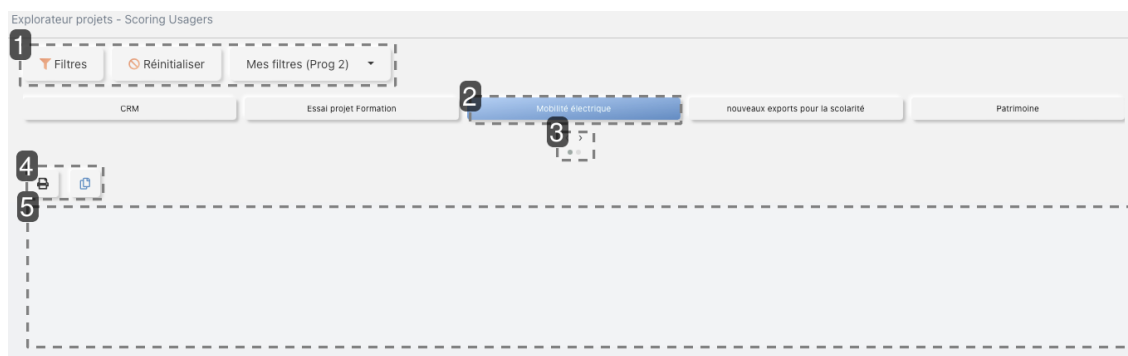 Explorateur projets - Scoring Usagers
1
Filtres Réinitialiser Mes filtres (Prog 2)
2
CRM Essai projet Formation Mobilité électrique nouveaux exports pour la scolarité Patrimoine
3
4
5